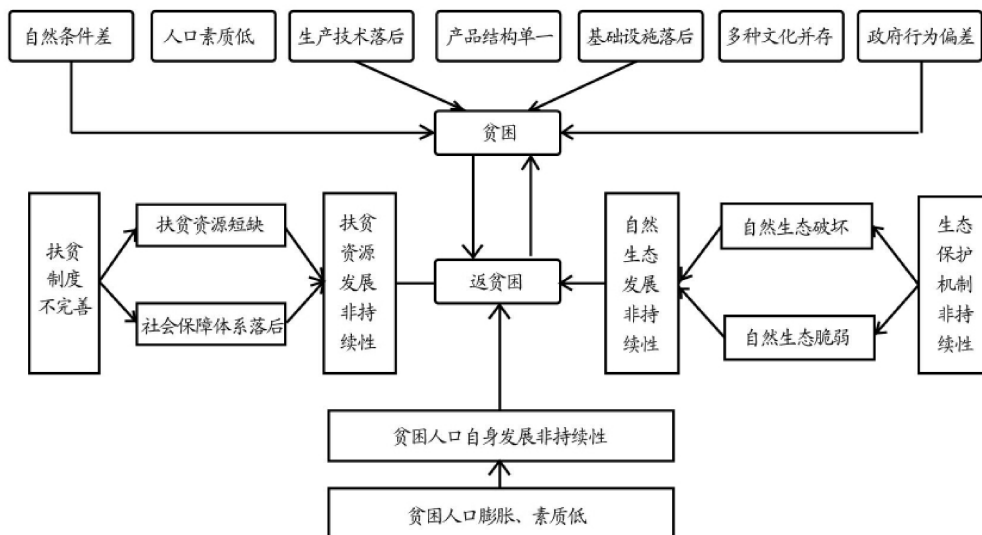 自然条件差
人口素质低
生产技术落后
产品结构单一
基础设施落后
多种文化并存
政府行为偏差
贫困
扶贫
制度
不完善
扶贫资源短缺
社会保障体系落后
扶贫
资源
发展
非持
续性
返贫困
自然
生态
发展
非持
续性
自然生态破坏
自然生态脆弱
生态
保护
机制
非持
续性
贫困人口自身发展非持续性
贫困人口膨胀、素质低